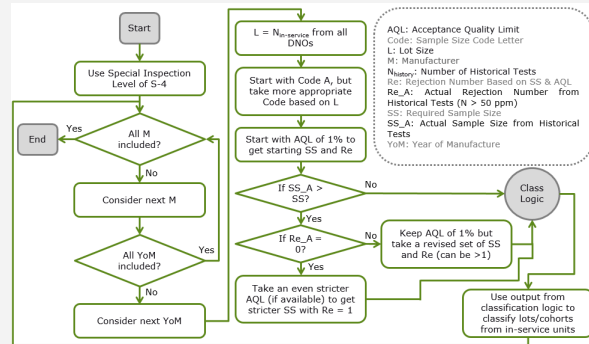 Start
Use Special Inspection
Level of S-4
End
Yes
All M
included?
No
Consider next M
All YoM
included?
Yes
No
Consider next YoM
L = Nin-service from all
DNOs
Start with Code A, but
take more appropriate
Code based on L
Start with AQL of 1% to
get starting SS and Re
If SS_A >
SS?
No
Yes
If Re_A =
0?
No
Yes
Keep AQL of 1% but
take a revised set of SS
and Re (can be >1)
Take an even stricter
AQL (if available) to get
stricter SS with Re = 1
AQL: Acceptance Quality Limit
Code: Sample Size Code Letter
L: Lot Size
M: Manufacturer
Nhistory: Number of Historical Tests
Re: Rejection Number Based on SS & AQL
Re_A: Actual Rejection Number from
Historical Tests (N > 50 ppm)
SS: Required Sample Size
SS_A: Actual Sample Size from Historical
Tests
YoM: Year of Manufacture
Class
Logic
Use output from
classification logic to
classify lots/cohorts
from in-service units